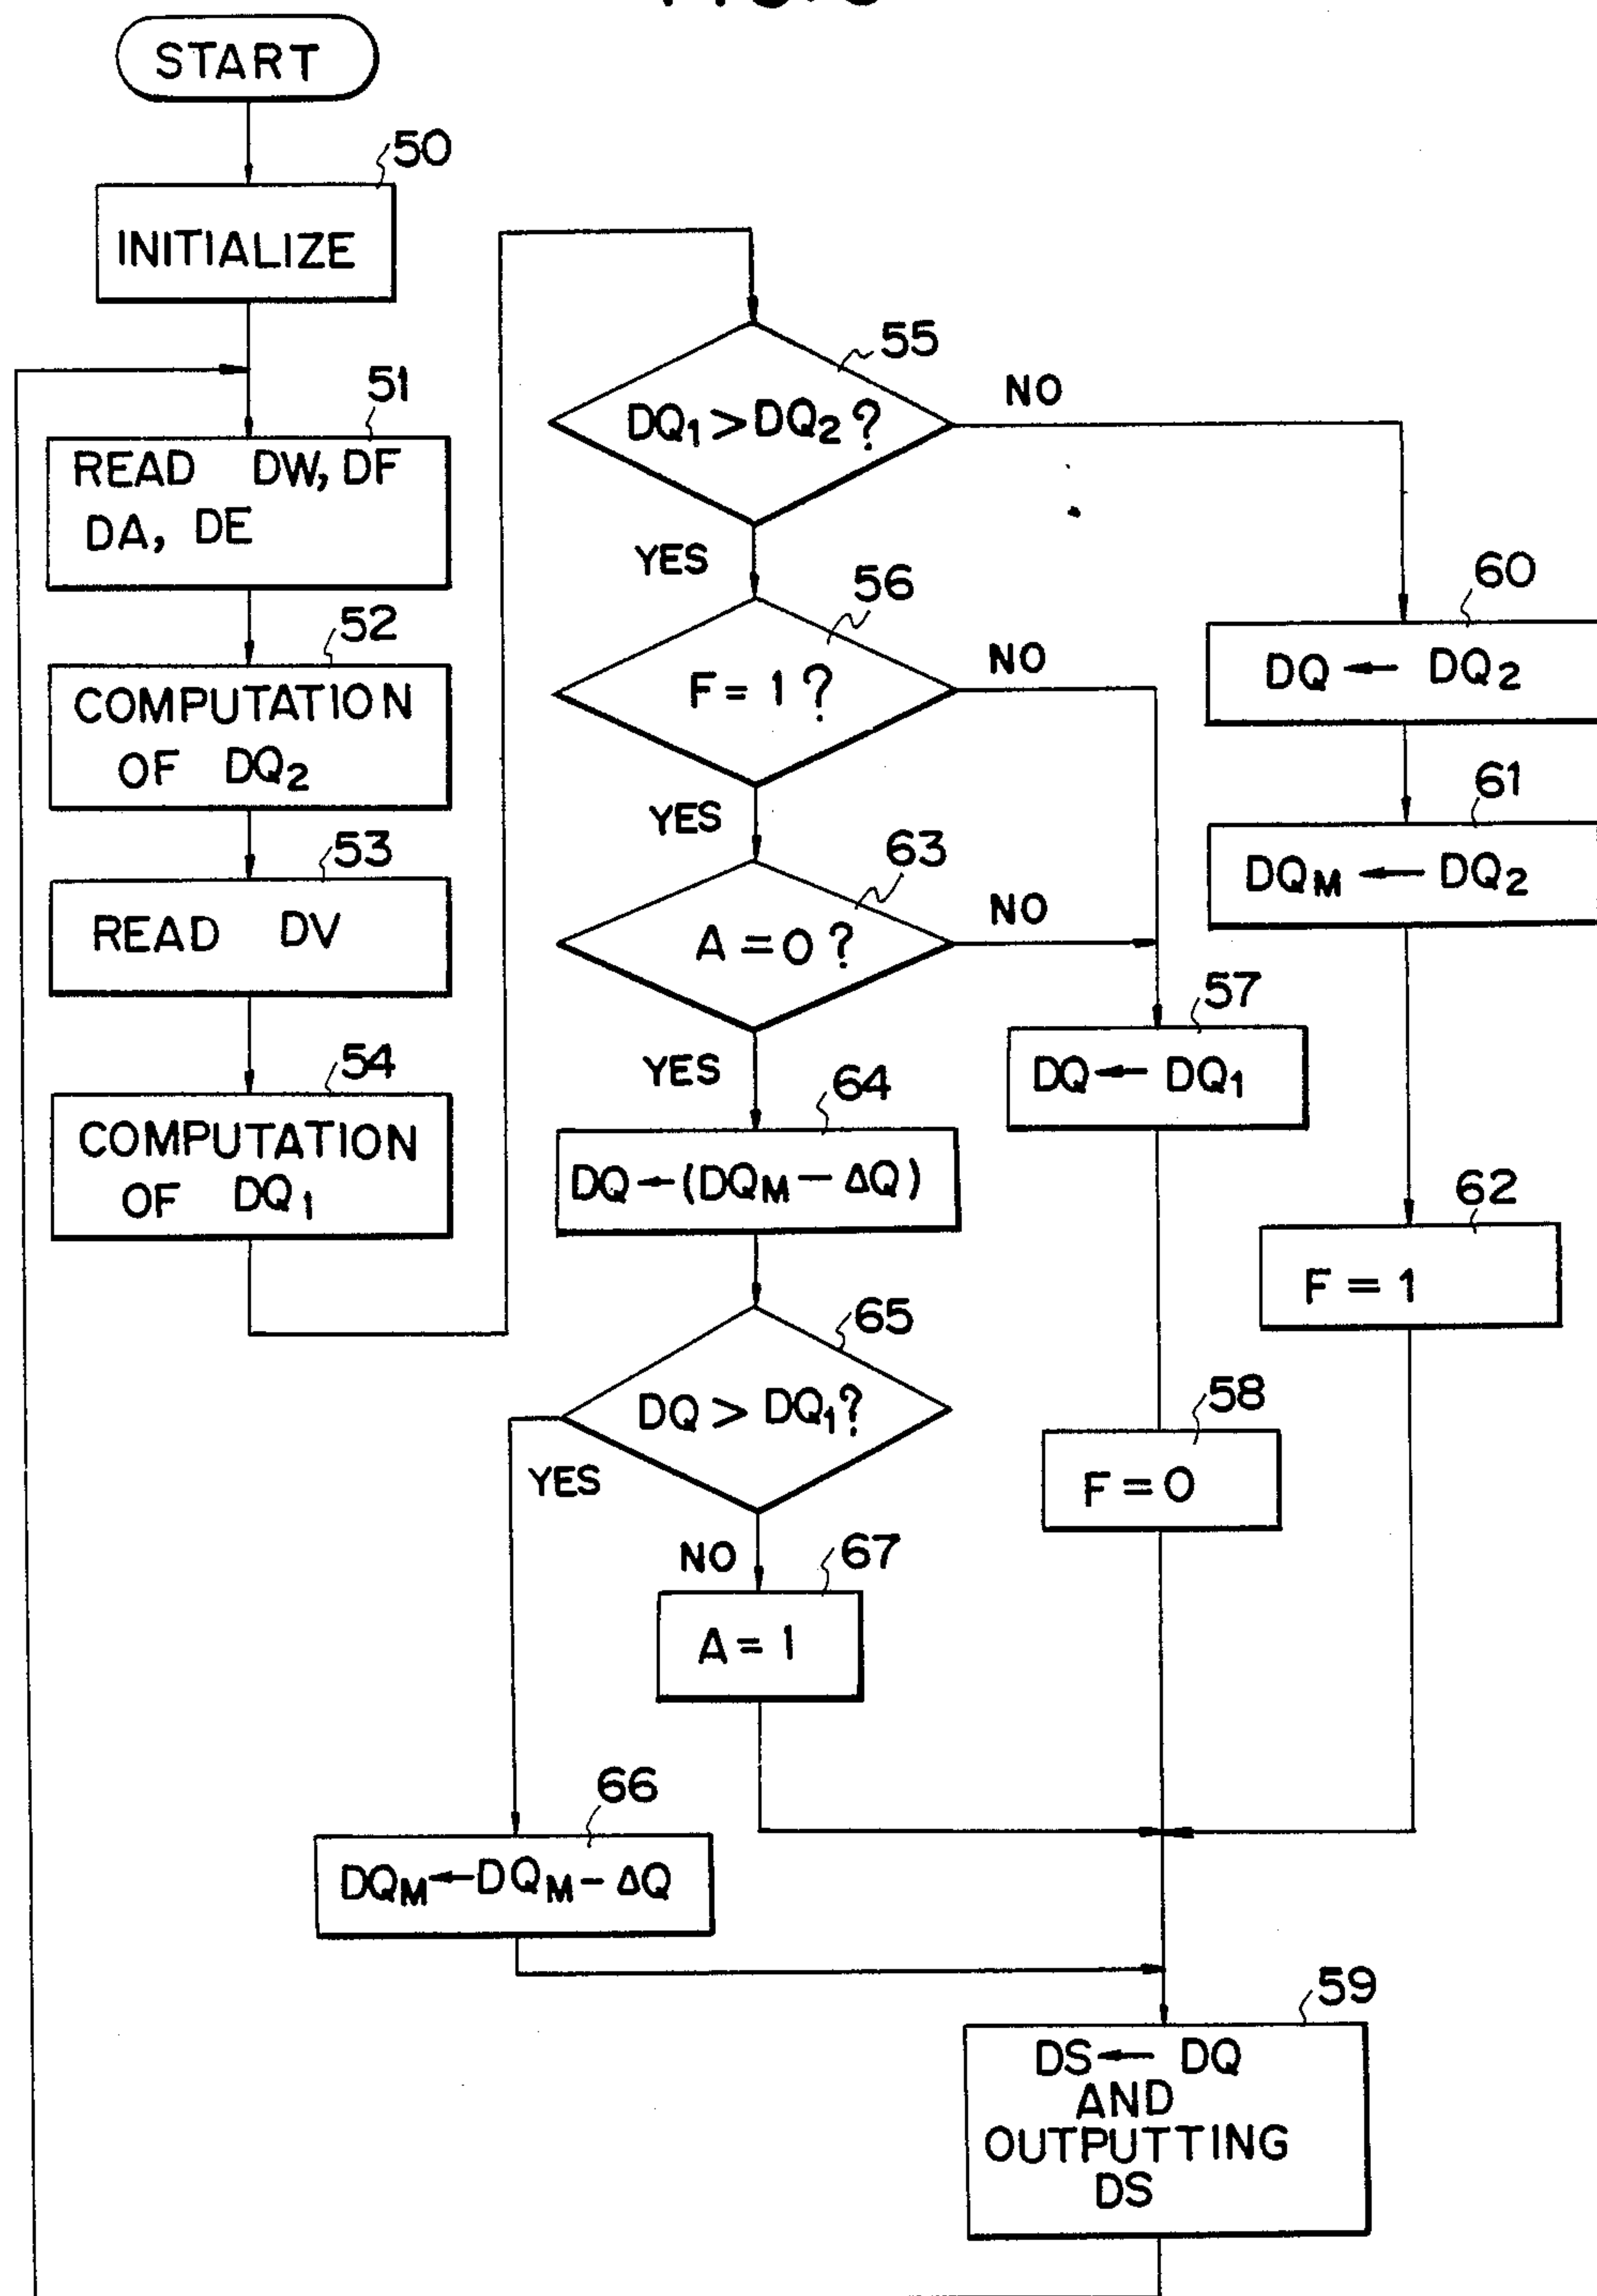 START
50
INITIALIZE
51
READ DW, DF
DA, DE
52
COMPUTATION
OF DQ2
53
READ DV
54
COMPUTATION
OF DQ1
55
DQ1 > DQ2 ?
NO
YES
56
F = 1 ?
NO
YES
63
A = 0 ?
NO
YES
64
DQ ← (DQM − ΔQ)
65
DQ > DQ1?
YES
NO
67
A = 1
66
DQM ← DQM − ΔQ
57
DQ ← DQ1
58
F = 0
60
DQ ← DQ2
61
DQM ← DQ2
62
F = 1
59
DS ← DQ
AND
OUTPUTTING
DS